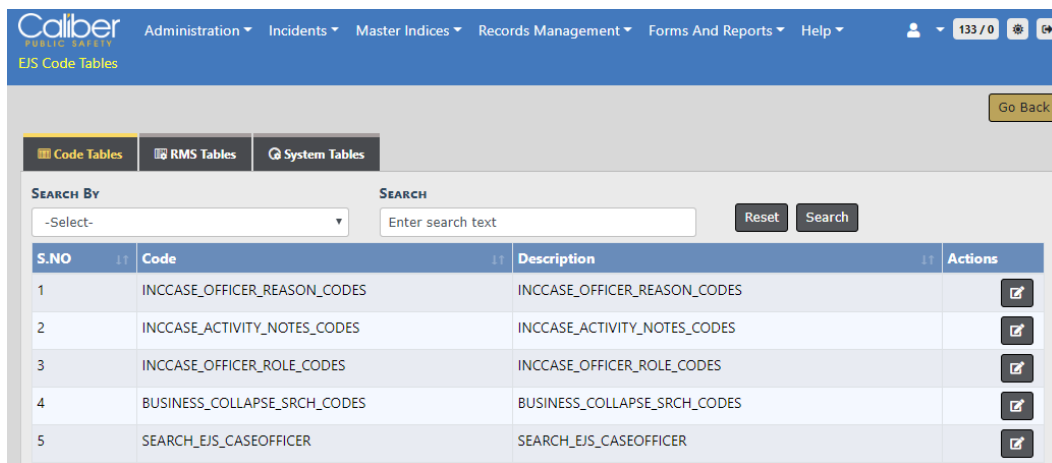 Caliber
PUBLIC SAFETY
Administration Incidents Master Indices Records Management Forms And Reports Help 133 / 0
EJS Code Tables
Go Back
Code Tables RMS Tables System Tables
SEARCH BY SEARCH
-Select- Enter search text Reset Search
S.NO Code Description Actions
1 INCCASE_OFFICER_REASON_CODES INCCASE_OFFICER_REASON_CODES
2 INCCASE_ACTIVITY_NOTES_CODES INCCASE_ACTIVITY_NOTES_CODES
3 INCCASE_OFFICER_ROLE_CODES INCCASE_OFFICER_ROLE_CODES
4 BUSINESS_COLLAPSE_SRCH_CODES BUSINESS_COLLAPSE_SRCH_CODES
5 SEARCH_EJS_CASEOFFICER SEARCH_EJS_CASEOFFICER